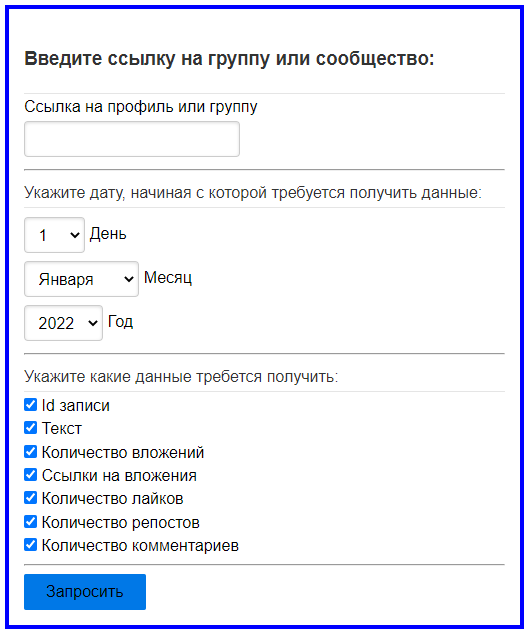 Введите ссылку на группу или сообщество:
Ссылка на профиль или группу
Укажите дату, начиная с которой требуется получить данные:
1 День
Января Месяц
2022 Год
Укажите какие данные требется получить:
Id записи
Текст
Количество вложений
Ссылки на вложения
Количество лайков
Количество репостов
Количество комментариев
Запросить